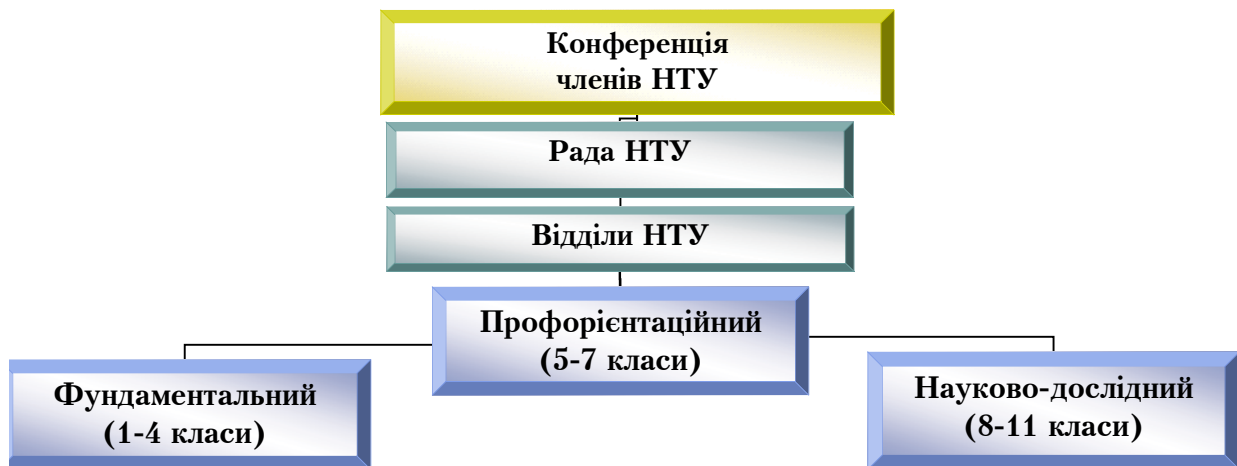 Конференція
членів НТУ
Рада НТУ
Відділи НТУ
Профорієнтаційний
(5-7 класи)
Фундаментальний
(1-4 класи)
Науково-дослідний
(8-11 класи)